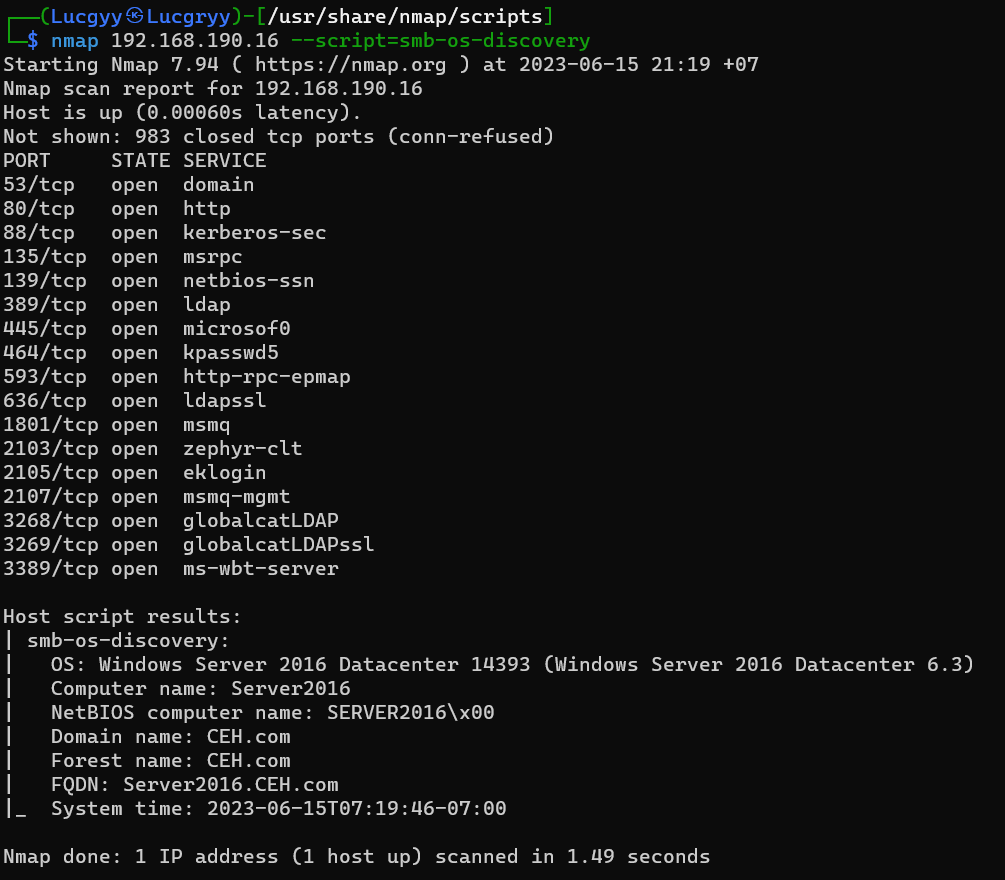 ┌──(Lucgyy㉿Lucgryy)-[/usr/share/nmap/scripts]
└─$ nmap 192.168.190.16 --script=smb-os-discovery
Starting Nmap 7.94 ( https://nmap.org ) at 2023-06-15 21:19 +07
Nmap scan report for 192.168.190.16
Host is up (0.00060s latency).
Not shown: 983 closed tcp ports (conn-refused)
PORT     STATE SERVICE
53/tcp   open  domain
80/tcp   open  http
88/tcp   open  kerberos-sec
135/tcp  open  msrpc
139/tcp  open  netbios-ssn
389/tcp  open  ldap
445/tcp  open  microsof0
464/tcp  open  kpasswd5
593/tcp  open  http-rpc-epmap
636/tcp  open  ldapssl
1801/tcp open  msmq
2103/tcp open  zephyr-clt
2105/tcp open  eklogin
2107/tcp open  msmq-mgmt
3268/tcp open  globalcatLDAP
3269/tcp open  globalcatLDAPssl
3389/tcp open  ms-wbt-server
Host script results:
| smb-os-discovery:
|   OS: Windows Server 2016 Datacenter 14393 (Windows Server 2016 Datacenter 6.3)
|   Computer name: Server2016
|   NetBIOS computer name: SERVER2016\x00
|   Domain name: CEH.com
|   Forest name: CEH.com
|   FQDN: Server2016.CEH.com
|_  System time: 2023-06-15T07:19:46-07:00
Nmap done: 1 IP address (1 host up) scanned in 1.49 seconds